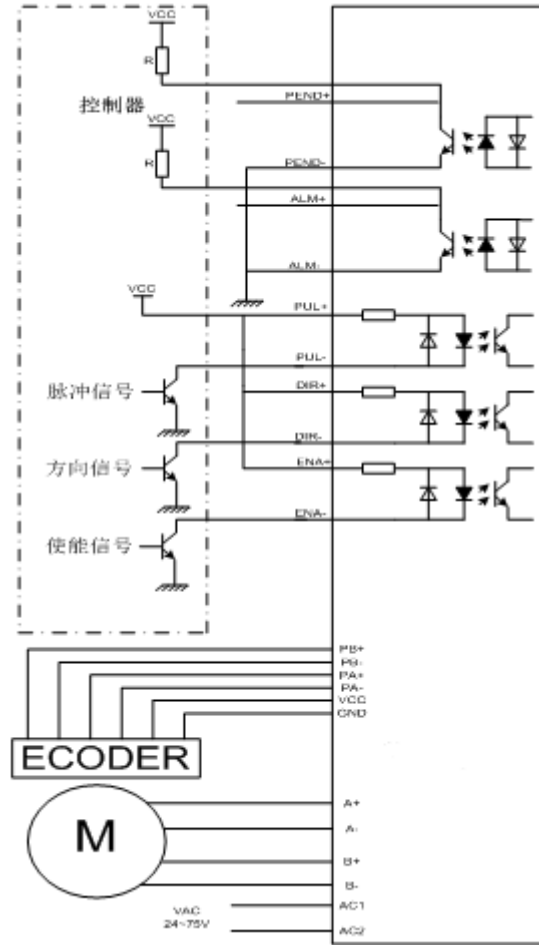 VCC
R
PEND+
控制器
VCC
R
PEND-
ALM+
ALM-
VCC
PUL+
PUL-
脉冲信号
DIR+
DIR-
方向信号
ENA+
使能信号
ENA-
PB+
PB-
PA+
PA-
VCC
GND
ECODER
M
A+
A-
B+
B-
VAC
24~75V
AC1
AC2